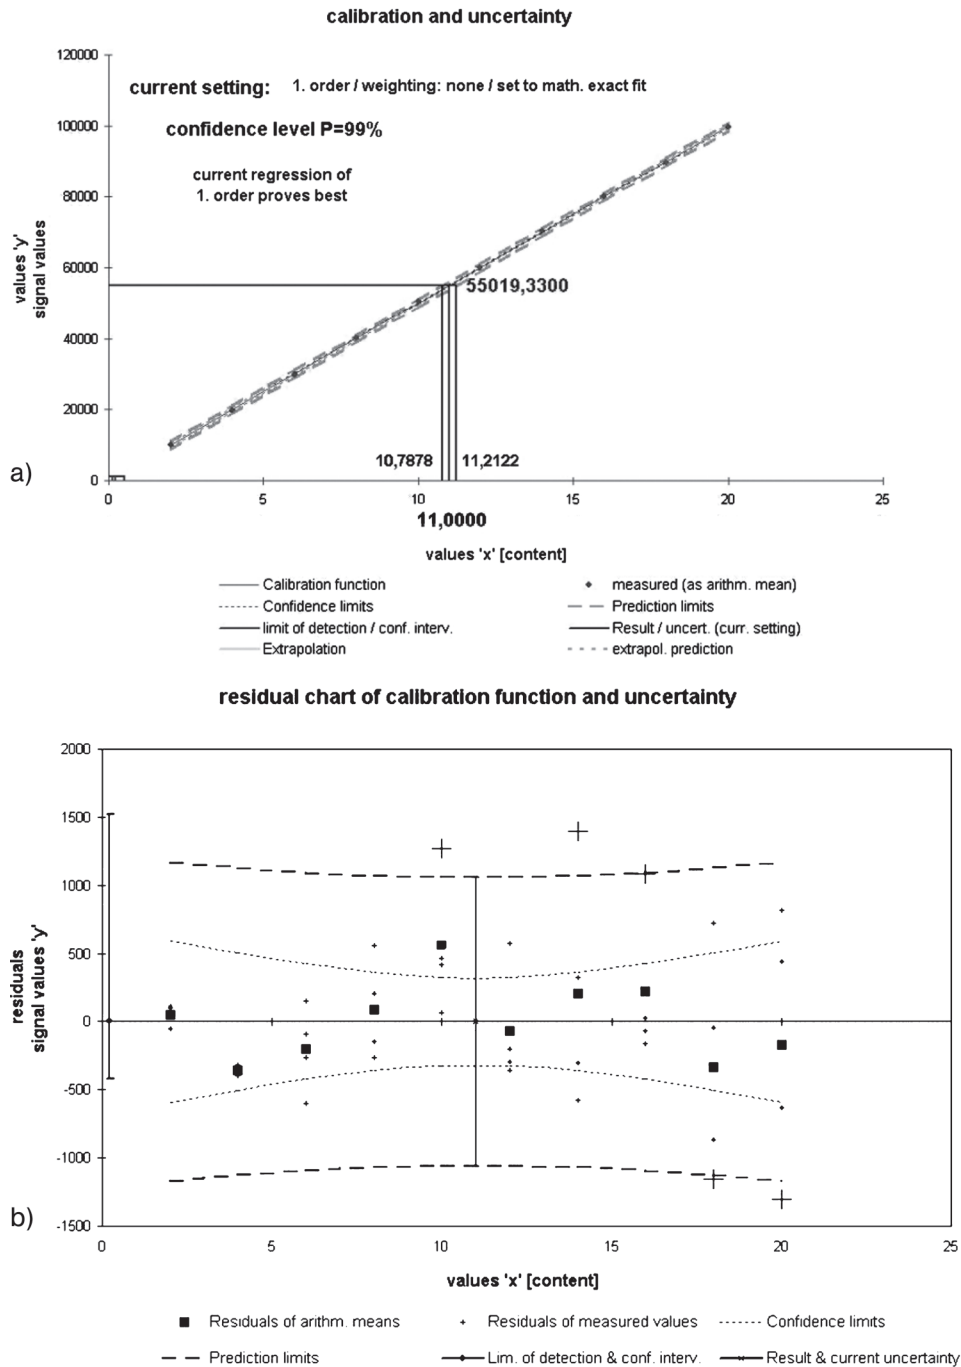 calibration and uncertainty
120000
current setting: 1. order / weighting: none / set to math. exact fit
100000
confidence level P=99%
current regression of
1. order proves best
80000
values 'y'
signal values
60000
55019,3300
40000
20000
10,7878 11,2122
a)
0
0 5 10 15 20 25
11,0000
values 'x' [content]
Calibration function measured (as arithm. mean)
Confidence limits Prediction limits
limit of detection / conf. interv. Result / uncert. (curr. setting)
Extrapolation extrapol. prediction
residual chart of calibration function and uncertainty
2000
1500
1000
500
residuals
signal values 'y'
0
-500
-1000
b)
-1500
0 5 10 15 20 25
values 'x' [content]
Residuals of arithm. means Residuals of measured values Confidence limits
Prediction limits Lim. of detection & conf. interv. Result & current uncertainty